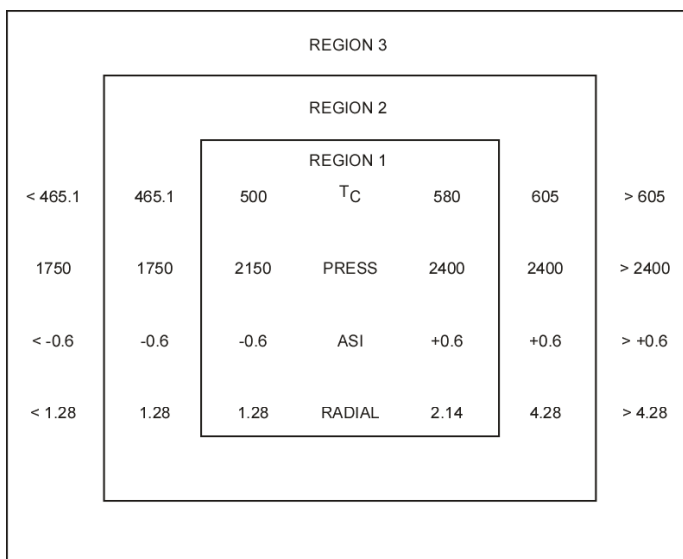 REGION 3
REGION 2
REGION 1
< 465.1 465.1 500 TC 580 605 > 605
1750 1750 2150 PRESS 2400 2400 > 2400
< -0.6 -0.6 -0.6 ASI +0.6 +0.6 > +0.6
< 1.28 1.28 1.28 RADIAL 2.14 4.28 > 4.28